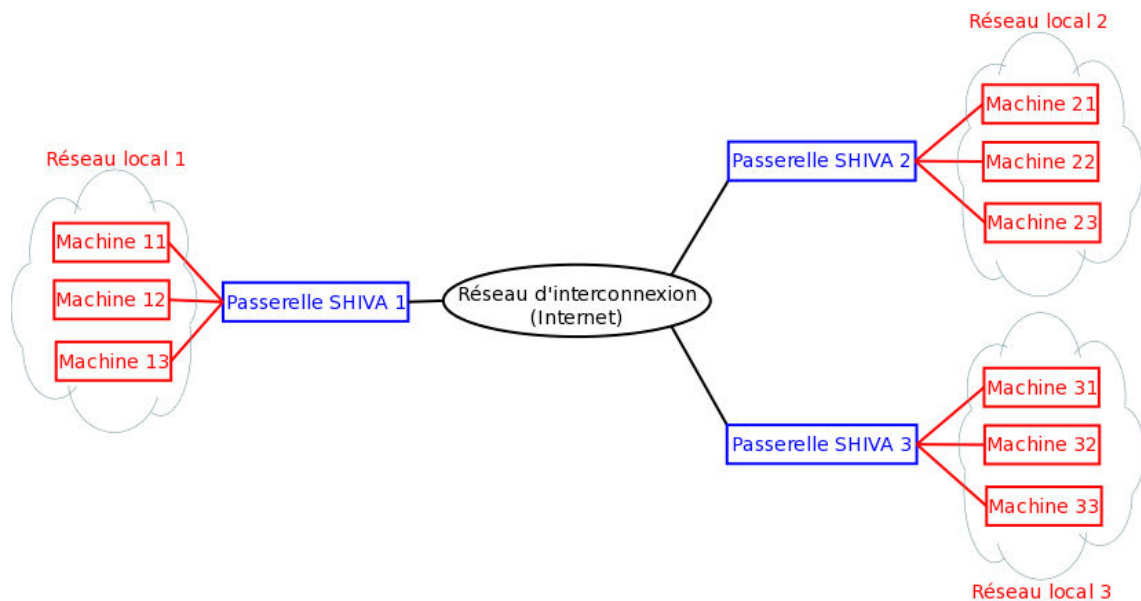 Réseau local 1
Machine 11
Machine 12
Machine 13
Passerelle SHIVA 1
Réseau d'interconnexion
(Internet)
Réseau local 2
Passerelle SHIVA 2
Machine 21
Machine 22
Machine 23
Passerelle SHIVA 3
Machine 31
Machine 32
Machine 33
Réseau local 3